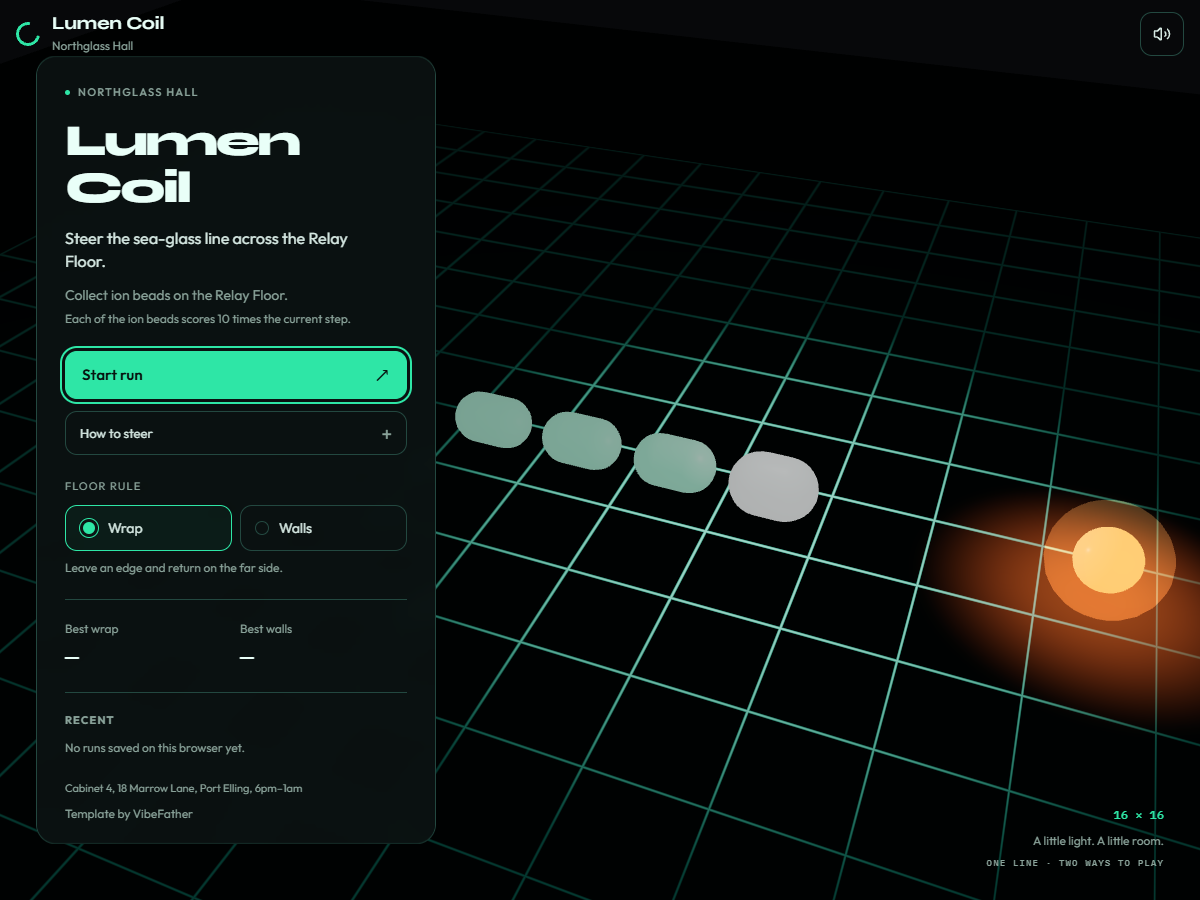 Lumen Coil
Northglass Hall
NORTHGLASS HALL
Lumen
Coil
Steer the sea-glass line across the Relay
Floor.
Collect ion beads on the Relay Floor.
Each of the ion beads scores 10 times the current step.
Start run ↗
How to steer +
FLOOR RULE
Wrap
Walls
Leave an edge and return on the far side.
Best wrap
Best walls
—
—
RECENT
No runs saved on this browser yet.
Cabinet 4, 18 Marrow Lane, Port Elling, 6pm–1am
Template by VibeFather
16 × 16
A little light. A little room.
ONE LINE · TWO WAYS TO PLAY